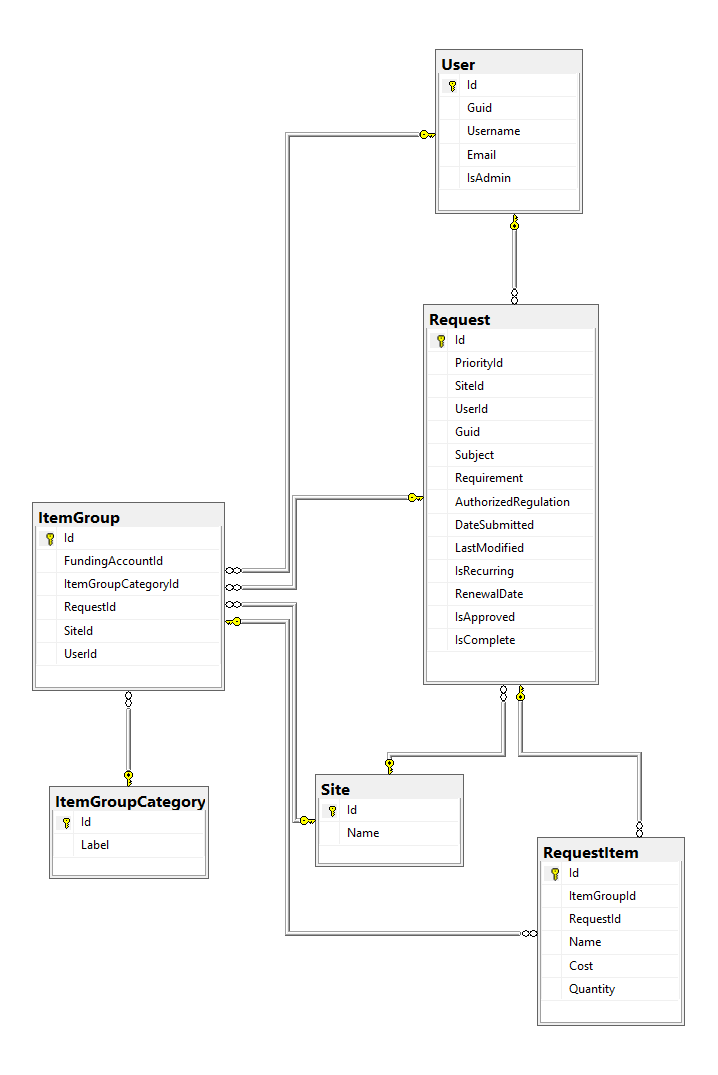 User
Id
Guid
Username
Email
IsAdmin
Request
Id
PriorityId
SiteId
UserId
Guid
Subject
Requirement
AuthorizedRegulation
DateSubmitted
LastModified
IsRecurring
RenewalDate
IsApproved
IsComplete
ItemGroup
Id
FundingAccountId
ItemGroupCategoryId
RequestId
SiteId
UserId
ItemGroupCategory
Id
Label
Site
Id
Name
RequestItem
Id
ItemGroupId
RequestId
Name
Cost
Quantity